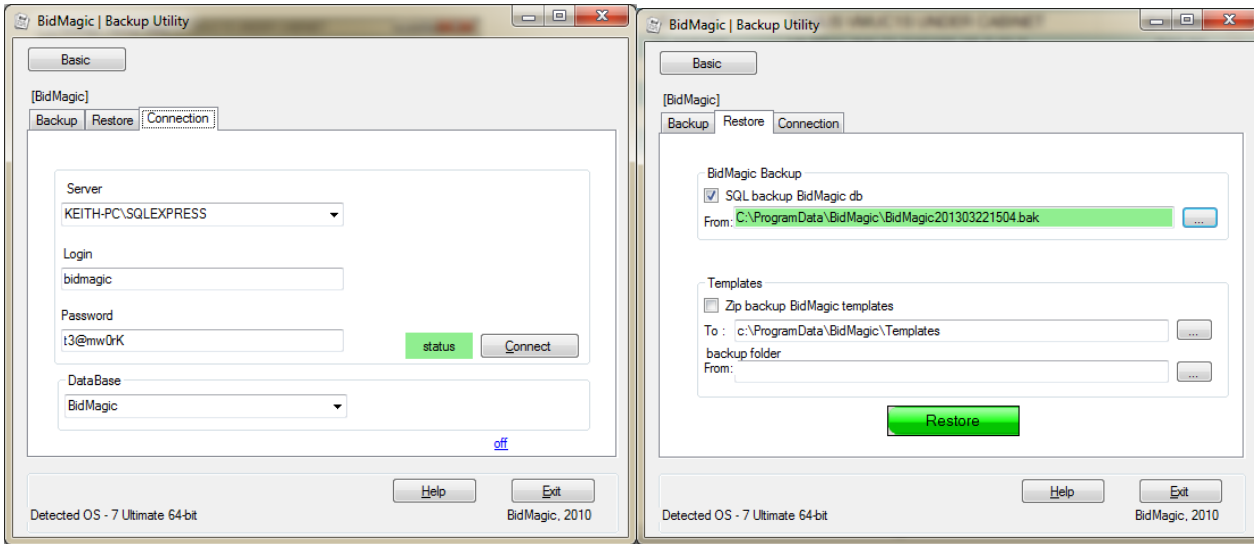 BidMagic | Backup Utility
Basic
[BidMagic]
Backup Restore Connection
Server
KEITH-PC\SQLEXPRESS
Login
bidmagic
Password
t3@mw0rK
status Connect
DataBase
BidMagic
off
Help Exit
Detected OS - 7 Ultimate 64-bit BidMagic, 2010
BidMagic | Backup Utility
Basic
[BidMagic]
Backup Restore Connection
BidMagic Backup
SQL backup BidMagic db
From: C:\ProgramData\BidMagic\BidMagic201303221504.bak ...
Templates
Zip backup BidMagic templates
To : c:\ProgramData\BidMagic\Templates ...
backup folder
From: ...
Restore
Help Exit
Detected OS - 7 Ultimate 64-bit BidMagic, 2010